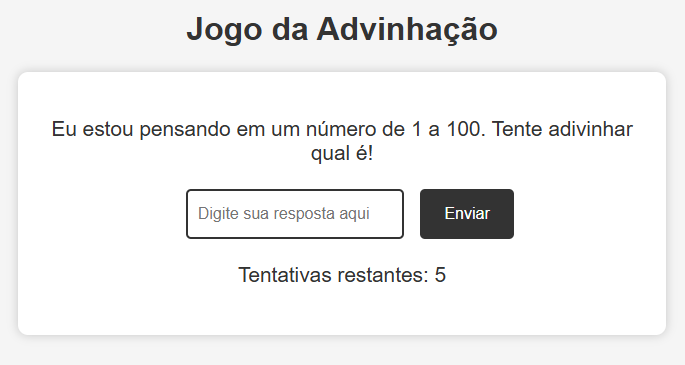 Jogo da Advinhação
Eu estou pensando em um número de 1 a 100. Tente adivinhar
qual é!
Digite sua resposta aqui
Enviar
Tentativas restantes: 5